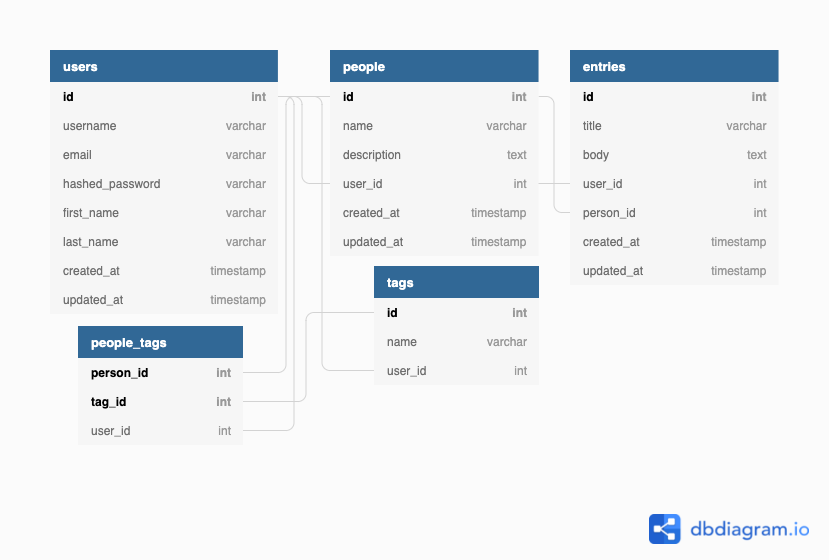 users
id int
username varchar
email varchar
hashed_password varchar
first_name varchar
last_name varchar
created_at timestamp
updated_at timestamp
people
id int
name varchar
description text
user_id int
created_at timestamp
updated_at timestamp
entries
id int
title varchar
body text
user_id int
person_id int
created_at timestamp
updated_at timestamp
people_tags
person_id int
tag_id int
user_id int
tags
id int
name varchar
user_id int
dbdiagram.io